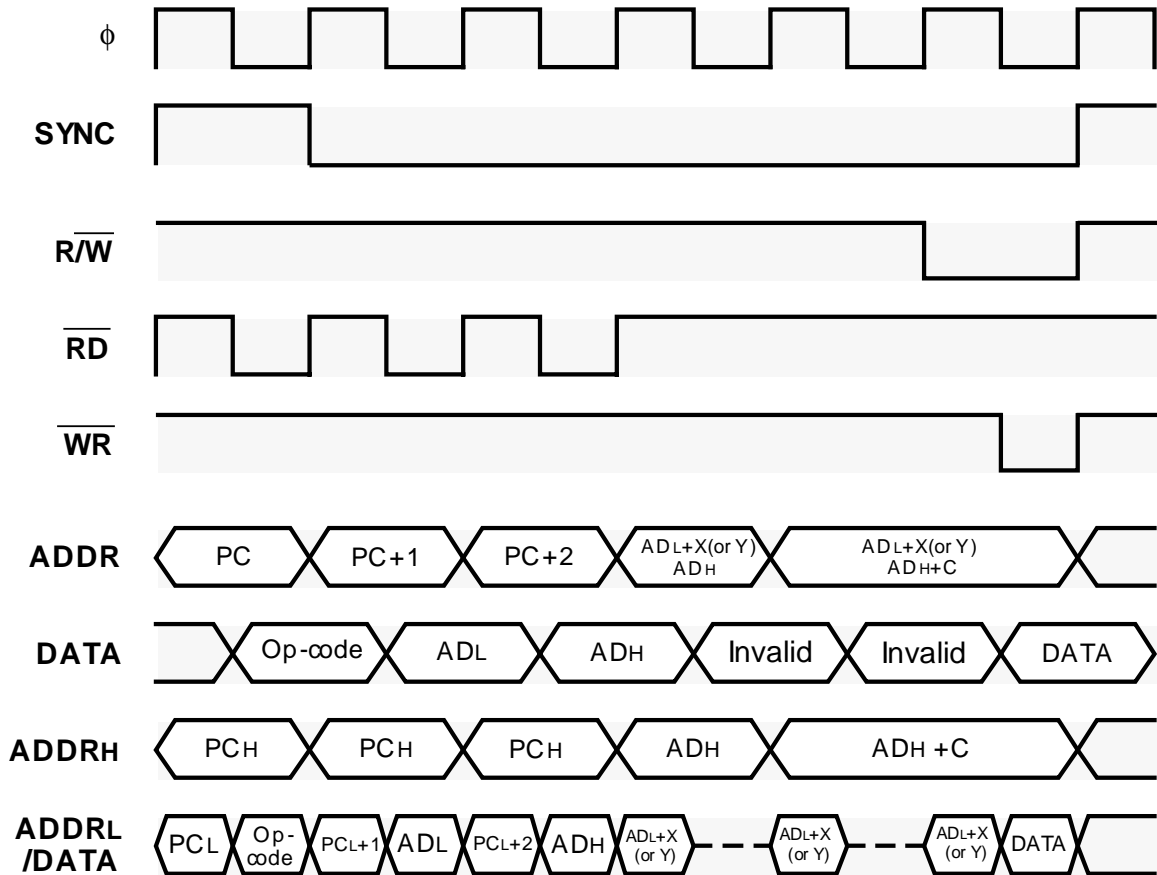 ϕ
SYNC
R/W
RD
WR
ADDR
PC
PC+1
PC+2
ADL+X(or Y)
ADH
ADL+X(or Y)
ADH+C
DATA
Op-code
ADL
ADH
Invalid
Invalid
DATA
ADDRH
PCH
PCH
PCH
ADH
ADH +C
ADDRL
/DATA
PCL
Op-
code
PCL+1
ADL
PCL+2
ADH
ADL+X
(or Y)
ADL+X
(or Y)
ADL+X
(or Y)
DATA